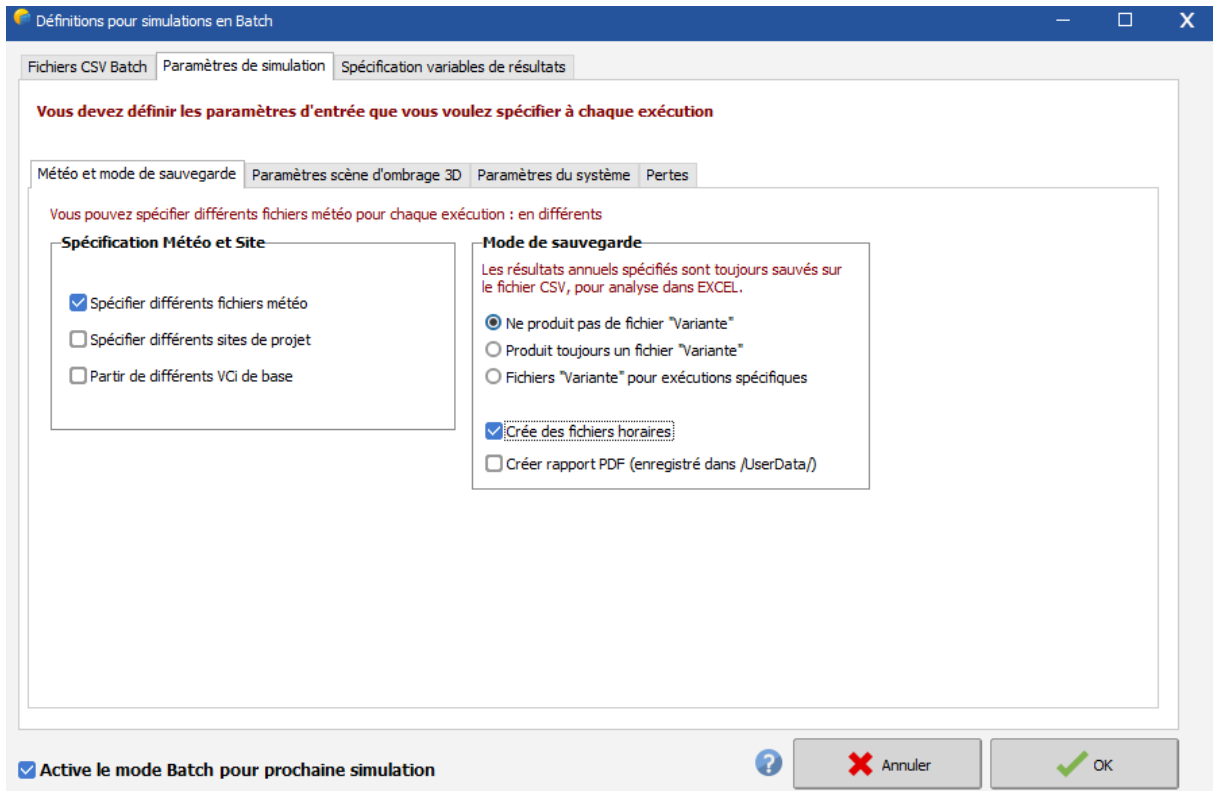 Définitions pour simulations en Batch
Fichiers CSV Batch
Paramètres de simulation
Spécification variables de résultats
Vous devez définir les paramètres d'entrée que vous voulez spécifier à chaque exécution
Météo et mode de sauvegarde
Paramètres scène d'ombrage 3D
Paramètres du système
Pertes
Vous pouvez spécifier différents fichiers météo pour chaque exécution : en différents
Spécification Météo et Site
Spécifier différents fichiers météo
Spécifier différents sites de projet
Partir de différents VCi de base
Mode de sauvegarde
Les résultats annuels spécifiés sont toujours sauvés sur
le fichier CSV, pour analyse dans EXCEL.
Ne produit pas de fichier "Variante"
Produit toujours un fichier "Variante"
Fichiers "Variante" pour exécutions spécifiques
Crée des fichiers horaires
Créer rapport PDF (enregistré dans /UserData/)
Active le mode Batch pour prochaine simulation
?
Annuler
OK